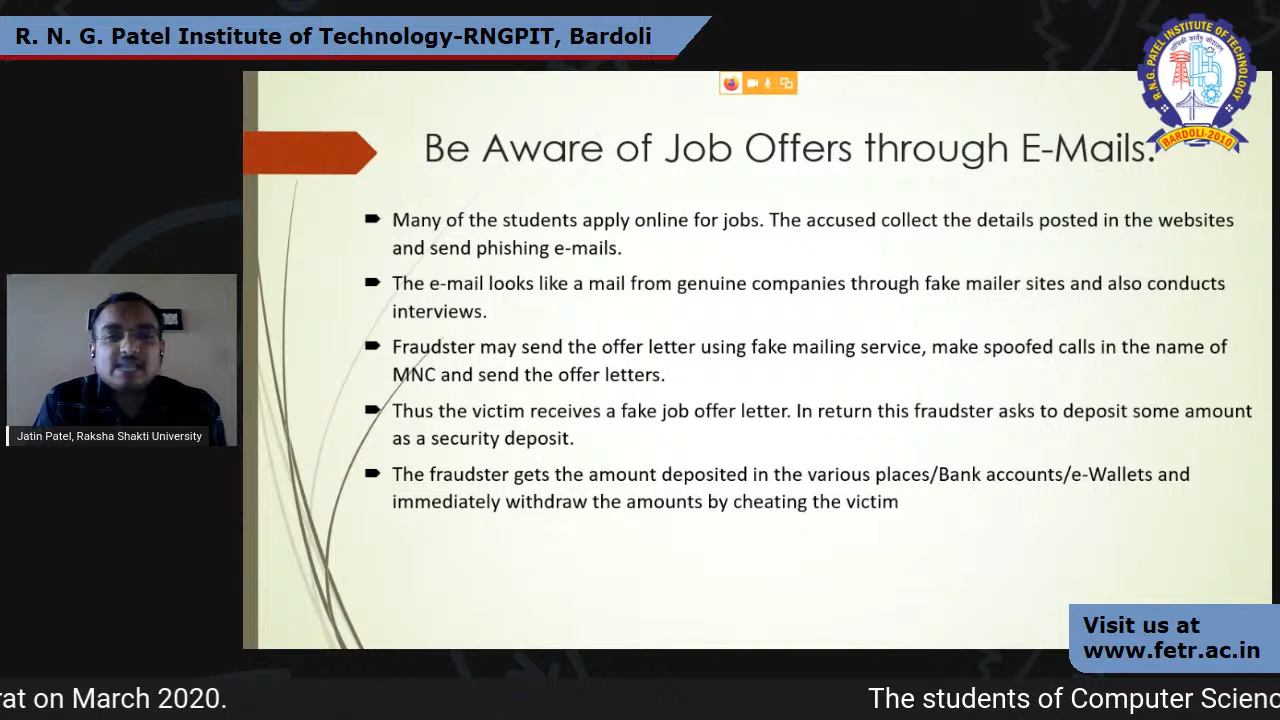 R. N. G. Patel Institute of Technology-RNGPIT, Bardoli
R.N.G. PATEL INSTITUTE OF TECHNOLOGY
BARDOLI-2010
Be Aware of Job Offers through E-Mails.
Many of the students apply online for jobs. The accused collect the details posted in the websites
and send phishing e-mails.
The e-mail looks like a mail from genuine companies through fake mailer sites and also conducts
interviews.
Fraudster may send the offer letter using fake mailing service, make spoofed calls in the name of
MNC and send the offer letters.
Thus the victim receives a fake job offer letter. In return this fraudster asks to deposit some amount
as a security deposit.
The fraudster gets the amount deposited in the various places/Bank accounts/e-Wallets and
immediately withdraw the amounts by cheating the victim
Jatin Patel, Raksha Shakti University
Visit us at
www.fetr.ac.in
rat on March 2020.
The students of Computer Scienc